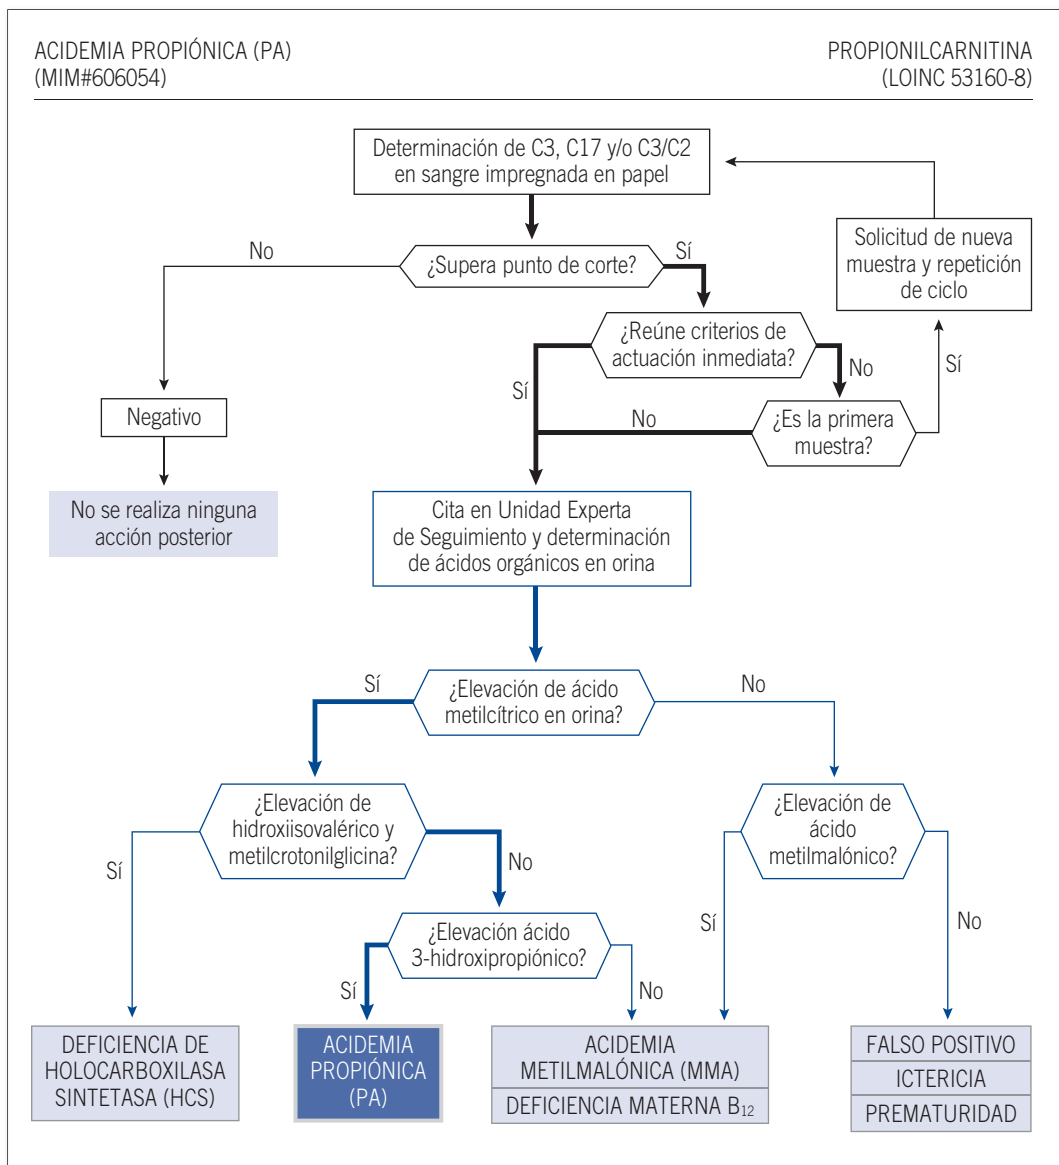 ACIDEMIA PROPIÓNICA (PA)
(MIM#606054)
PROPIONILCARNITINA
(LOINC 53160-8)
Determinación de C3, C17 y/o C3/C2
en sangre impregnada en papel
Solicitud de nueva
muestra y repetición
de ciclo
No
¿Supera punto de corte?
Sí
¿Reúne criterios de
actuación inmediata?
Sí
No
Sí
Negativo
No
¿Es la primera
muestra?
No se realiza ninguna
acción posterior
Cita en Unidad Experta
de Seguimiento y determinación
de ácidos orgánicos en orina
Sí
¿Elevación de ácido
metilcítrico en orina?
No
¿Elevación de
hidroxiisovalérico y
metilcrotonilglicina?
¿Elevación de
ácido
metilmalónico?
Sí
No
Sí
No
¿Elevación ácido
3-hidroxipropiónico?
Sí
No
DEFICIENCIA DE
HOLOCARBOXILASA
SINTETASA (HCS)
ACIDEMIA
PROPIÓNICA
(PA)
ACIDEMIA
METILMALÓNICA (MMA)
DEFICIENCIA MATERNA B12
FALSO POSITIVO
ICTERICIA
PREMATURIDAD